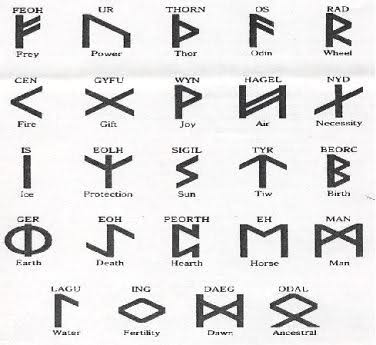 FEOH UR THORN OS RAD
ᚠ ᚢ ᚦ ᚩ ᚱ
Frey Power Thor Odin Wheel
CEN GYFU WYN HAGEL NYD
ᚲ ᚷ ᚹ ᚻ ᚾ
Fire Gift Joy Air Necessity
IS EOLH SIGIL TYR BEORC
ᛁ ᛉ ᛊ ᛏ ᛒ
Ice Protection Sun Tiw Birth
GER EOH PEORTH EH MAN
ᛄ ᛇ ᛈ ᛖ ᛗ
Earth Death Hearth Horse Man
LAGU ING DAEG ODAL
ᛚ ᛜ ᛞ ᛟ
Water Fertility Dawn Ancestral